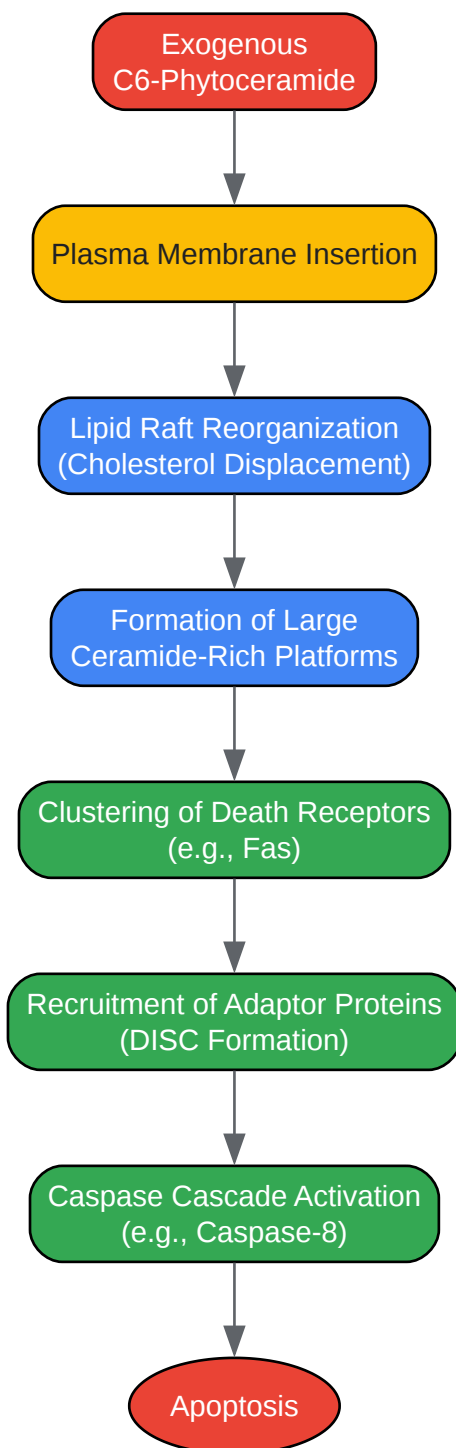 Exogenous
C6-Phytoceramide
Plasma Membrane Insertion
Lipid Raft Reorganization
(Cholesterol Displacement)
Formation of Large
Ceramide-Rich Platforms
Clustering of Death Receptors
(e.g., Fas)
Recruitment of Adaptor Proteins
(DISC Formation)
Caspase Cascade Activation
(e.g., Caspase-8)
Apoptosis